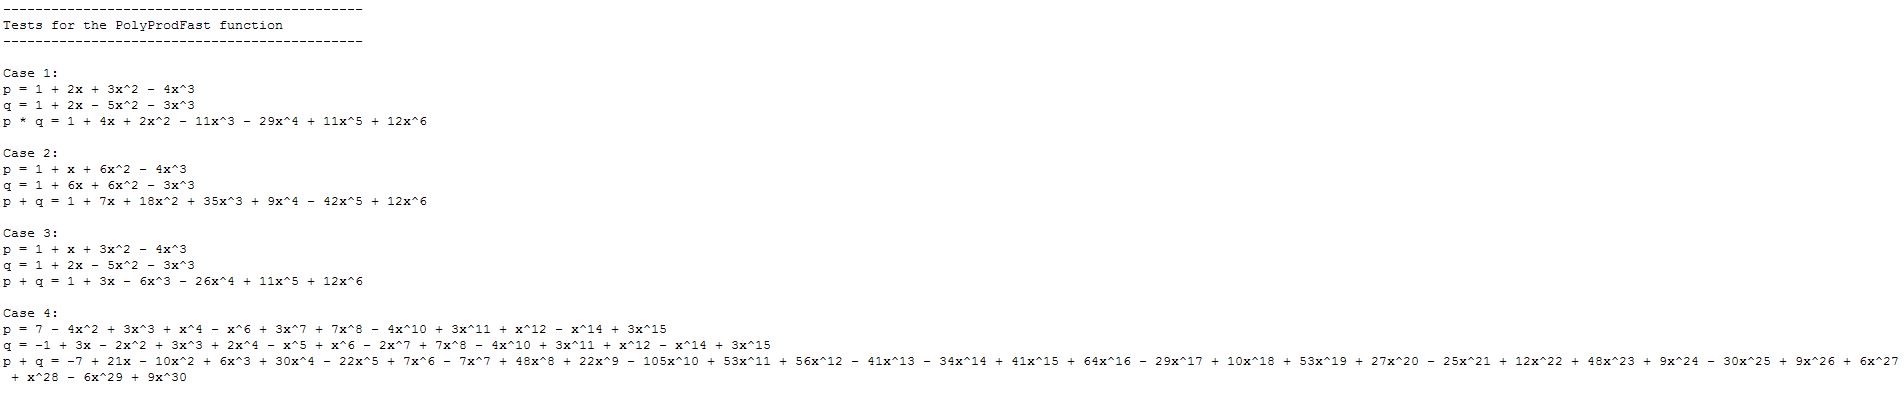 ---------------------------------------------
Tests for the PolyProdFast function
---------------------------------------------
Case 1:
p = 1 + 2x + 3x^2 - 4x^3
q = 1 + 2x - 5x^2 - 3x^3
p * q = 1 + 4x + 2x^2 - 11x^3 - 29x^4 + 11x^5 + 12x^6
Case 2:
p = 1 + x + 6x^2 - 4x^3
q = 1 + 6x + 6x^2 - 3x^3
p + q = 1 + 7x + 18x^2 + 35x^3 + 9x^4 - 42x^5 + 12x^6
Case 3:
p = 1 + x + 3x^2 - 4x^3
q = 1 + 2x - 5x^2 - 3x^3
p + q = 1 + 3x - 6x^3 - 26x^4 + 11x^5 + 12x^6
Case 4:
p = 7 - 4x^2 + 3x^3 + x^4 - x^6 + 3x^7 + 7x^8 - 4x^10 + 3x^11 + x^12 - x^14 + 3x^15
q = -1 + 3x - 2x^2 + 3x^3 + 2x^4 - x^5 + x^6 - 2x^7 + 7x^8 - 4x^10 + 3x^11 + x^12 - x^14 + 3x^15
p + q = -7 + 21x - 10x^2 + 6x^3 + 30x^4 - 22x^5 + 7x^6 - 7x^7 + 48x^8 + 22x^9 - 105x^10 + 53x^11 + 56x^12 - 41x^13 - 34x^14 + 41x^15 + 64x^16 - 29x^17 + 10x^18 + 53x^19 + 27x^20 - 25x^21 + 12x^22 + 48x^23 + 9x^24 - 30x^25 + 9x^26 + 6x^27
+ x^28 - 6x^29 + 9x^30